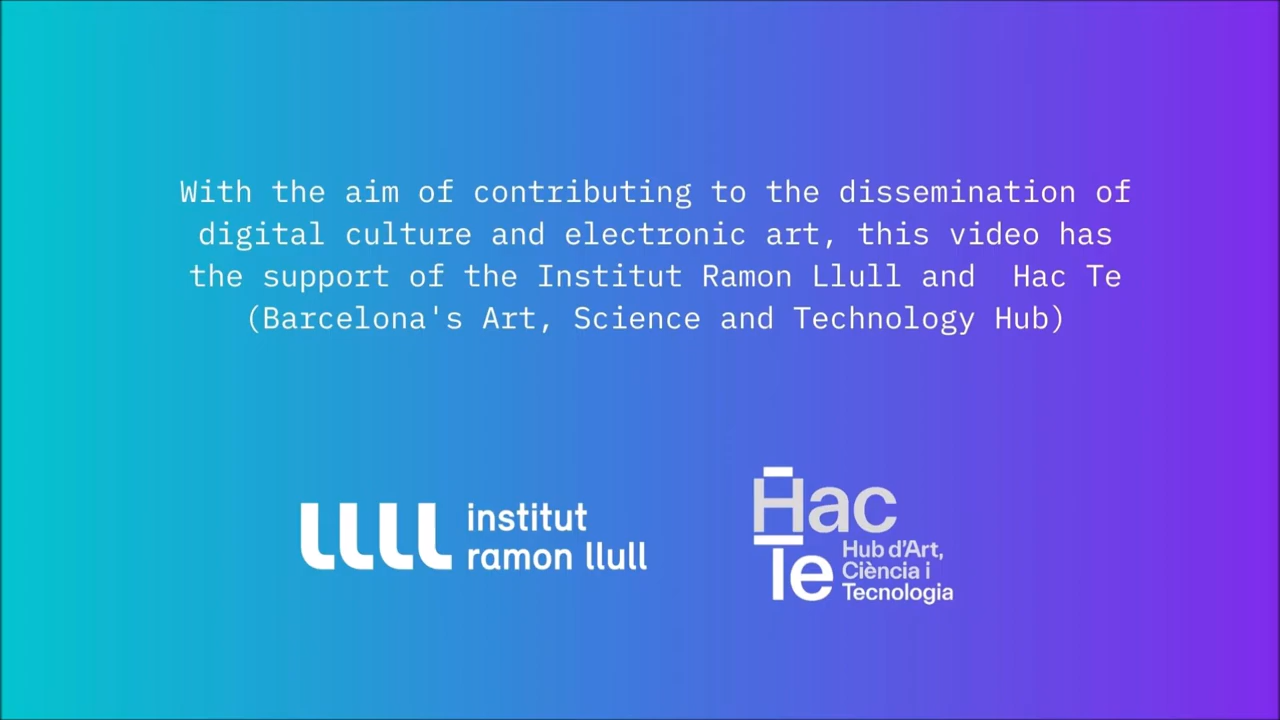 With the aim of contributing to the dissemination of
digital culture and electronic art, this video has
the support of the Institut Ramon Llull and  Hac Te
(Barcelona's Art, Science and Technology Hub)
llll institut
ramon llull
Hac
Te
Hub d'Art,
Ciència i
Tecnologia